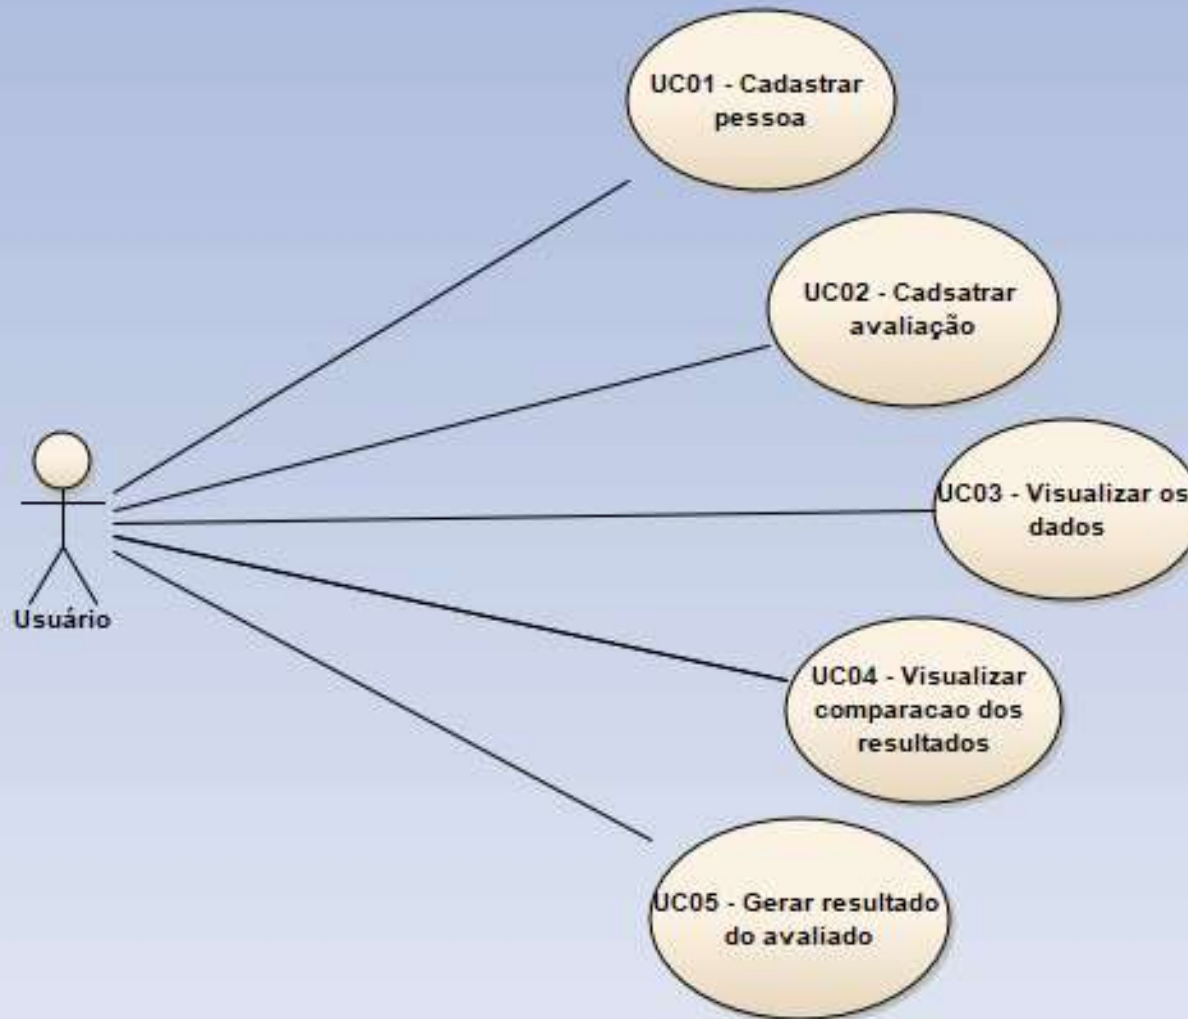 UC01 - Cadastrar
pessoa
UC02 - Cadsatrar
avaliação
UC03 - Visualizar os
dados
Usuário
UC04 - Visualizar
comparacao dos
resultados
UC05 - Gerar resultado
do avaliado